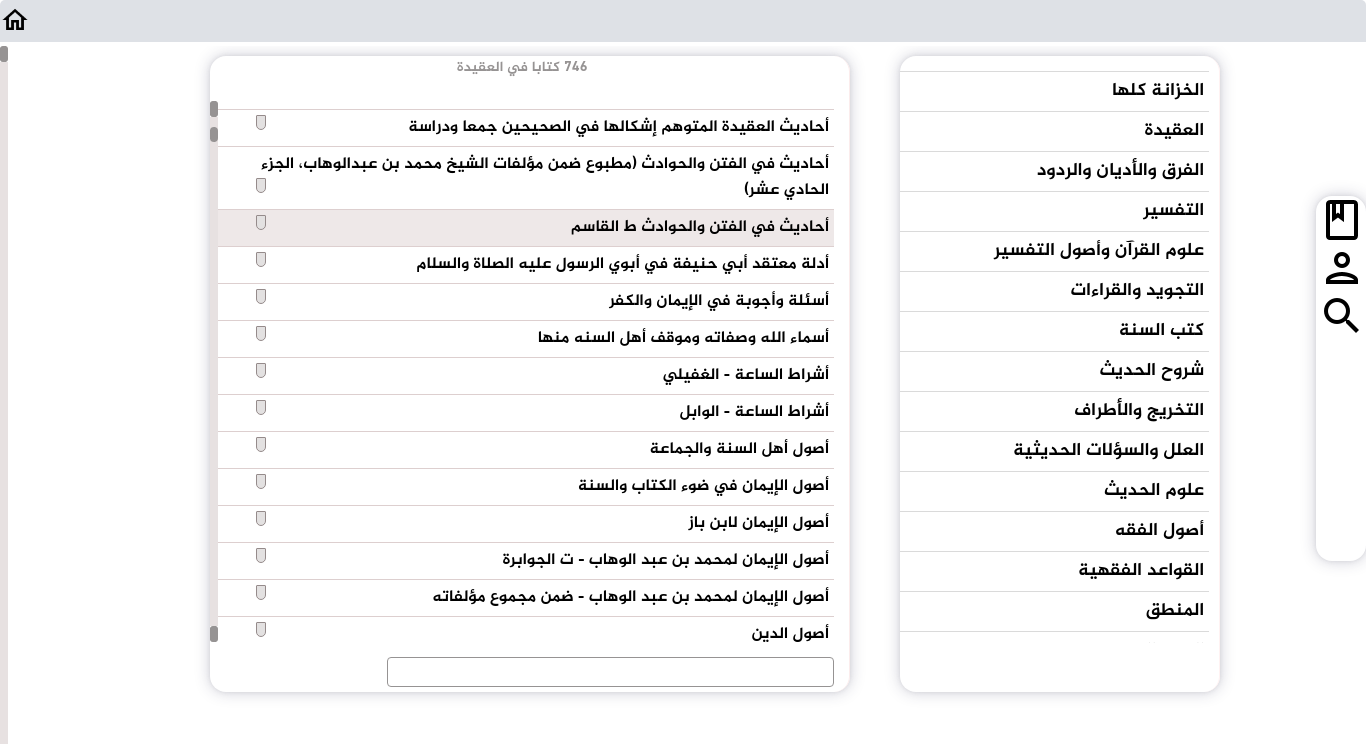 الخزانة كلها
العقيدة
الفرق والأديان والردود
التفسير
علوم القرآن وأصول التفسير
التجويد والقراءات
كتب السنة
شروح الحديث
التخريج والأطراف
العلل والسؤلات الحديثية
علوم الحديث
أصول الفقه
القواعد الفقهية
المنطق
746 كتابا في العقيدة
أحاديث العقيدة المتوهم إشكالها في الصحيحين جمعا ودراسة
أحاديث في الفتن والحوادث (مطبوع ضمن مؤلفات الشيخ محمد بن عبدالوهاب، الجزء
الحادي عشر)
أحاديث في الفتن والحوادث ط القاسم
أدلة معتقد أبي حنيفة في أبوي الرسول عليه الصلاة والسلام
أسئلة وأجوبة في الإيمان والكفر
أسماء الله وصفاته وموقف أهل السنه منها
أشراط الساعة - الغفيلي
أشراط الساعة - الوابل
أصول أهل السنة والجماعة
أصول الإيمان في ضوء الكتاب والسنة
أصول الإيمان لابن باز
أصول الإيمان لمحمد بن عبد الوهاب - ت الجوابرة
أصول الإيمان لمحمد بن عبد الوهاب - ضمن مجموع مؤلفاته
أصول الدين